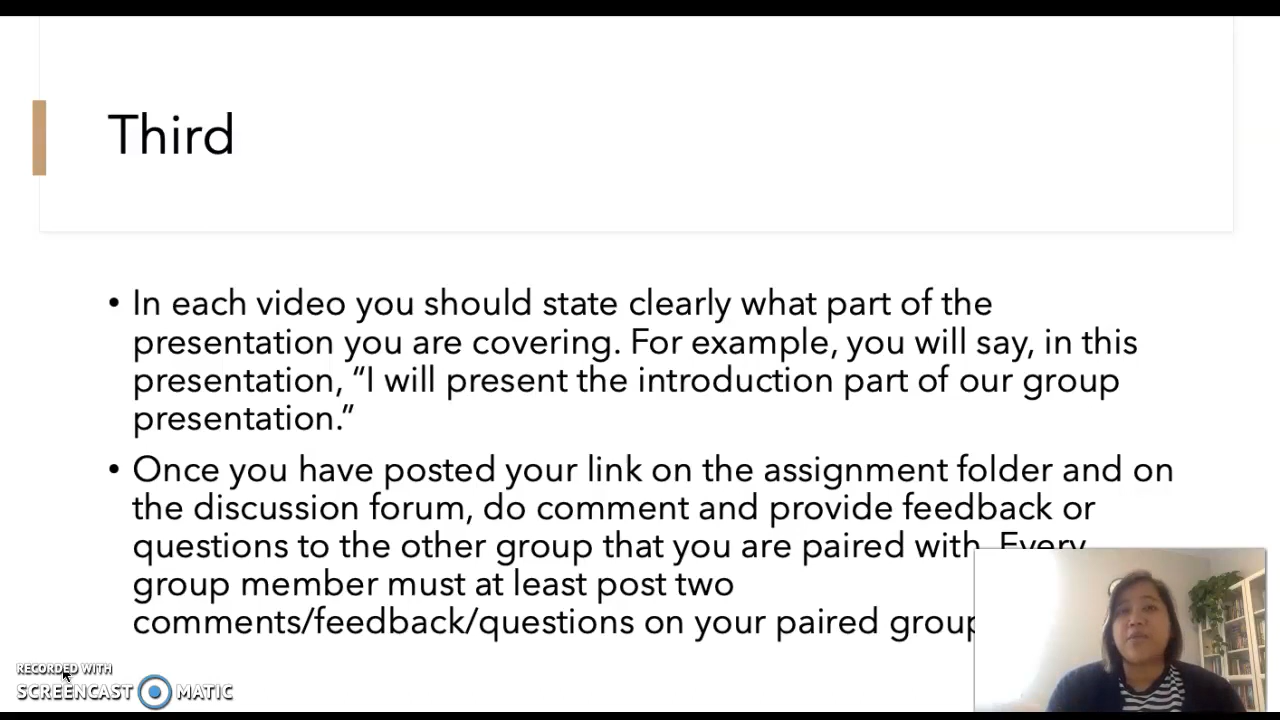 Third
• In each video you should state clearly what part of the
presentation you are covering. For example, you will say, in this
presentation, “I will present the introduction part of our group
presentation.”
• Once you have posted your link on the assignment folder and on
the discussion forum, do comment and provide feedback or
questions to the other group that you are paired with. Every
group member must at least post two
comments/feedback/questions on your paired group
RECORDED WITH
SCREENCAST MATIC